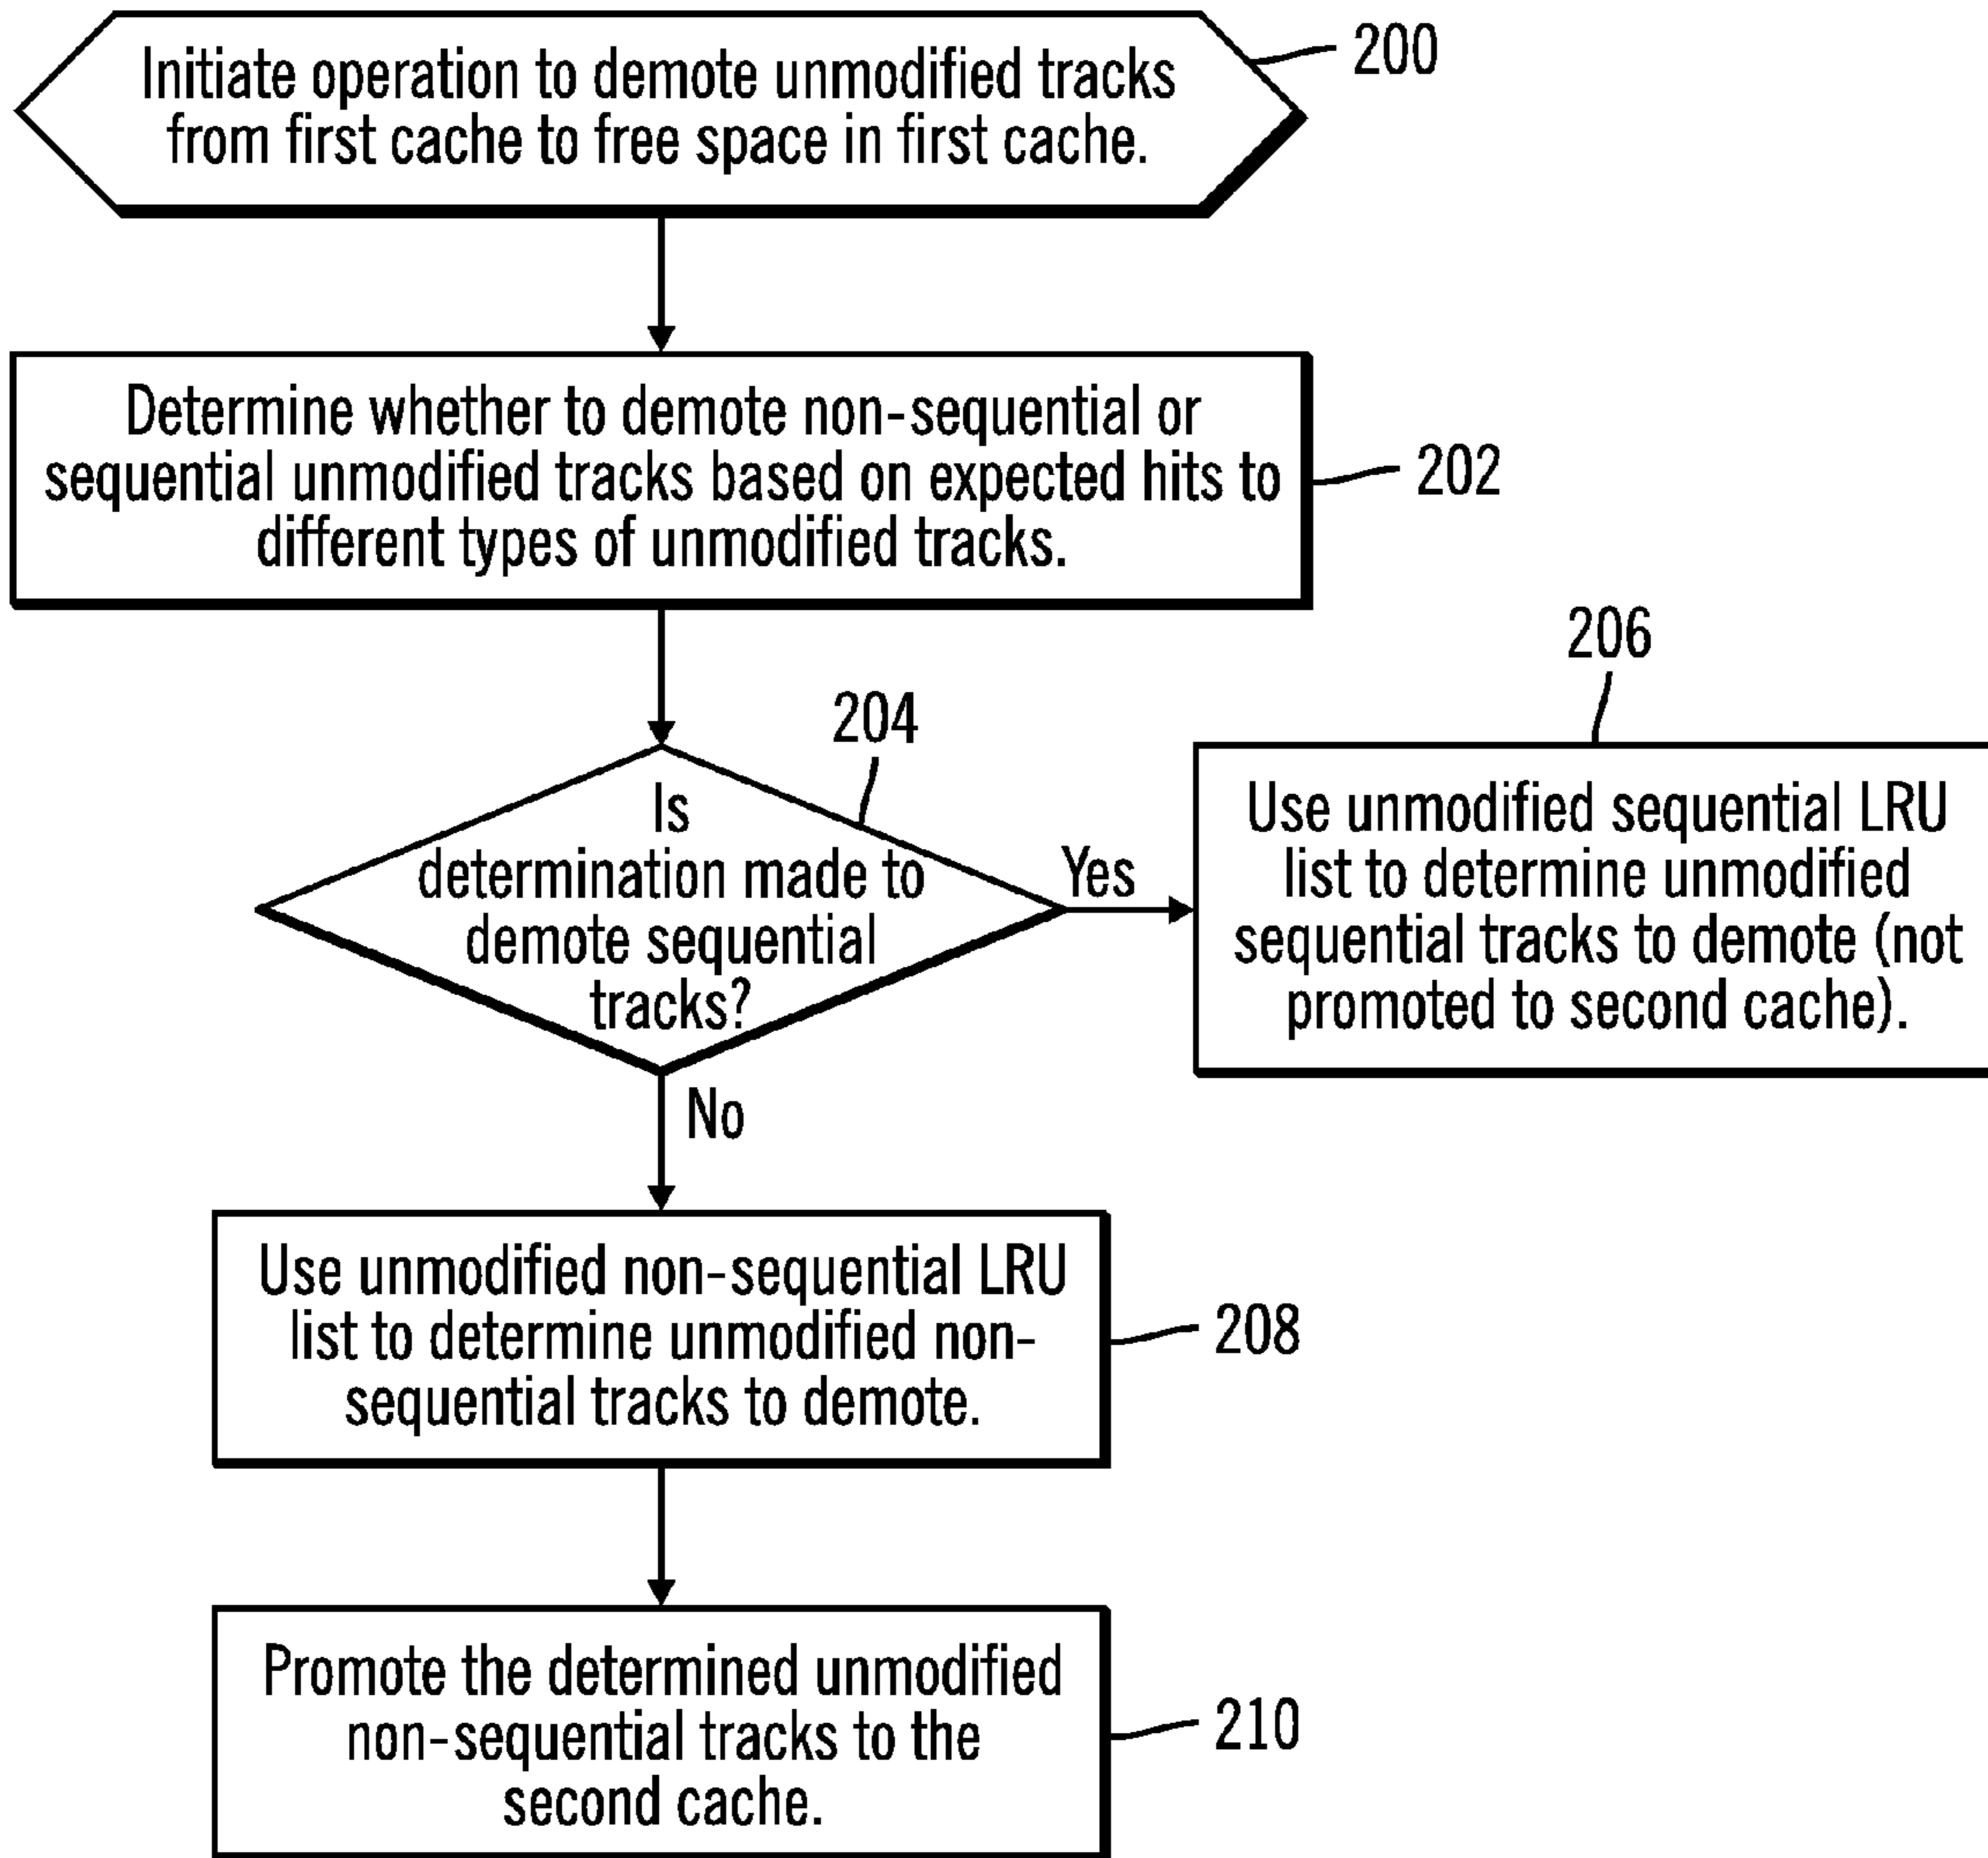 Initiate operation to demote unmodified tracks
from first cache to free space in first cache.
200
Determine whether to demote non-sequential or
sequential unmodified tracks based on expected hits to
different types of unmodified tracks.
202
204
Is
determination made to
demote sequential
tracks?
Yes
206
Use unmodified sequential LRU
list to determine unmodified
sequential tracks to demote (not
promoted to second cache).
No
Use unmodified non-sequential LRU
list to determine unmodified non-
sequential tracks to demote.
208
Promote the determined unmodified
non-sequential tracks to the
second cache.
210